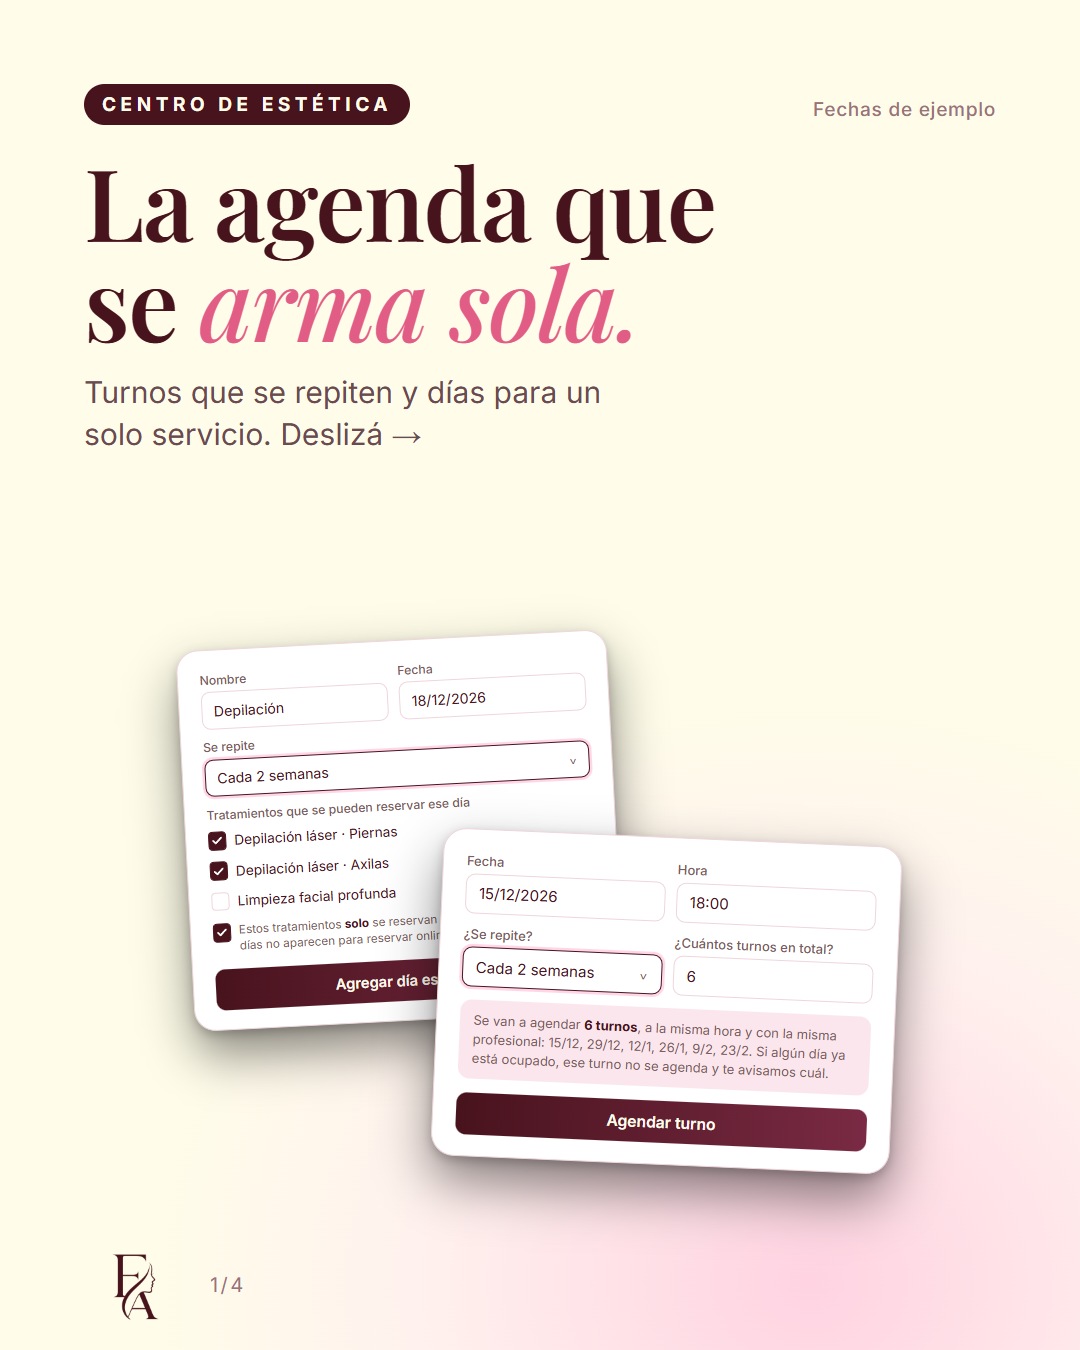 CENTRO DE ESTÉTICA
Fechas de ejemplo
La agenda que
se arma sola.
Turnos que se repiten y días para un
solo servicio. Deslizá →
Nombre
Fecha
Depilación
18/12/2026
Se repite
Cada 2 semanas
Tratamientos que se pueden reservar ese día
Depilación láser · Piernas
Depilación láser · Axilas
Limpieza facial profunda
Estos tratamientos solo se reservan
días no aparecen para reservar
Agregar día
Fecha
Hora
15/12/2026
18:00
¿Se repite?
¿Cuántos turnos en total?
Cada 2 semanas
6
Se van a agendar 6 turnos, a la misma hora y con la misma
profesional: 15/12, 29/12, 12/1, 26/1, 9/2, 23/2. Si algún día ya
está ocupado, ese turno no se agenda y te avisamos cuál.
Agendar turno
EA
1/4